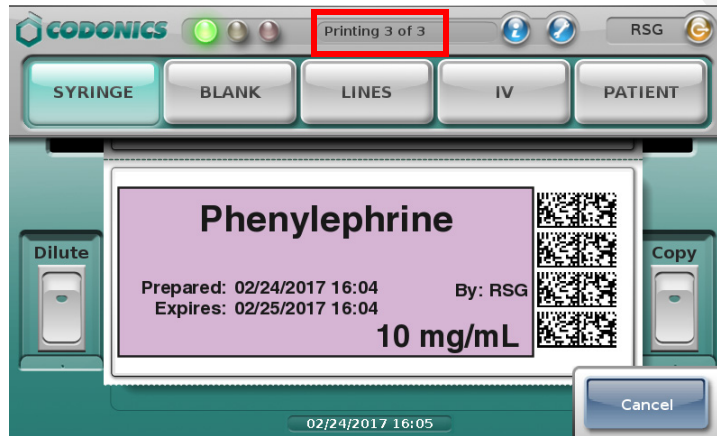 CODONICS Printing 3 of 3 RSG
SYRINGE BLANK LINES IV PATIENT
Phenylephrine
Dilute Copy
Prepared: 02/24/2017 16:04 By: RSG
Expires: 02/25/2017 16:04
10 mg/mL
Cancel
02/24/2017 16:05